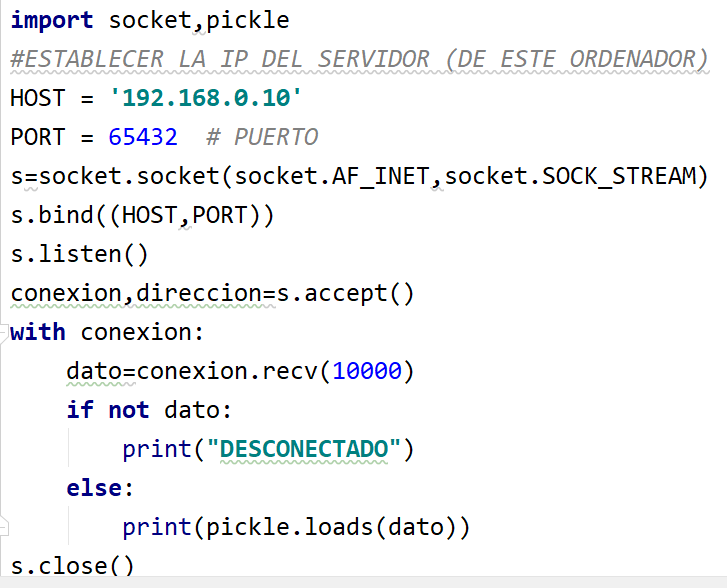 import socket,pickle
#ESTABLECER LA IP DEL SERVIDOR (DE ESTE ORDENADOR)
HOST = '192.168.0.10'
PORT = 65432  # PUERTO
s=socket.socket(socket.AF_INET,socket.SOCK_STREAM)
s.bind((HOST,PORT))
s.listen()
conexion,direccion=s.accept()
with conexion:
    dato=conexion.recv(10000)
    if not dato:
        print("DESCONECTADO")
    else:
        print(pickle.loads(dato))
s.close()